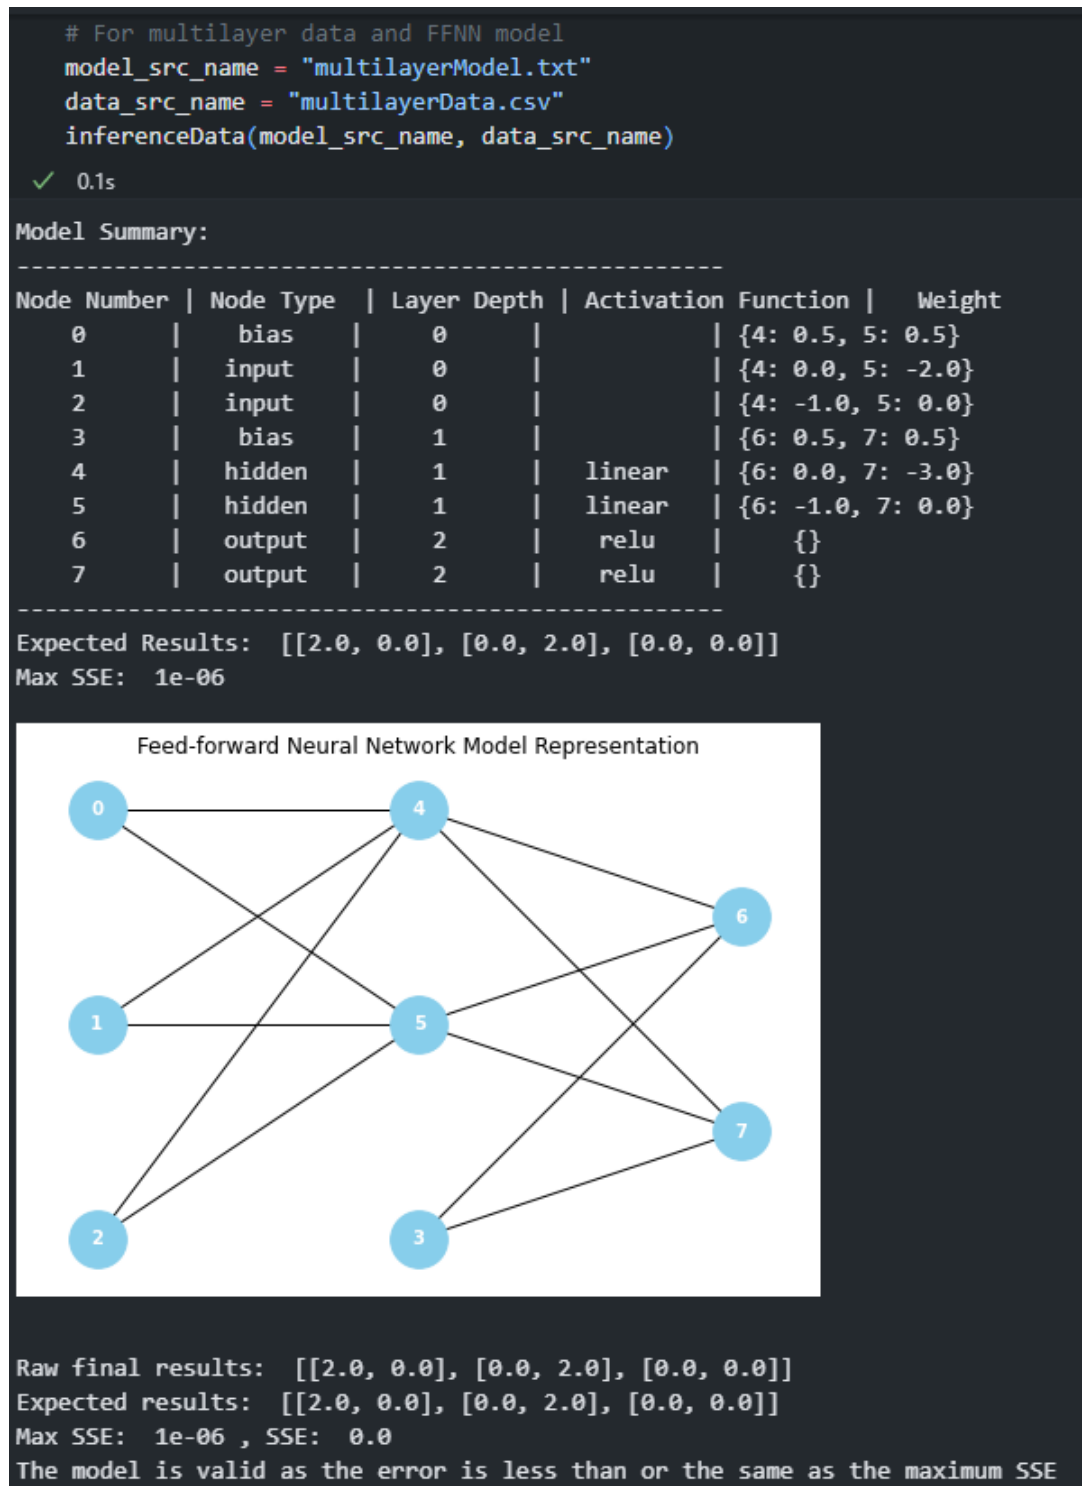 # For multilayer data and FFNN model
model_src_name = "multilayerModel.txt"
data_src_name = "multilayerData.csv"
inferenceData(model_src_name, data_src_name)
✓ 0.1s
Model Summary:
---------------------------------------------------
Node Number | Node Type | Layer Depth | Activation Function | Weight
0 | bias | 0 | | {4: 0.5, 5: 0.5}
1 | input | 0 | | {4: 0.0, 5: -2.0}
2 | input | 0 | | {4: -1.0, 5: 0.0}
3 | bias | 1 | | {6: 0.5, 7: 0.5}
4 | hidden | 1 | linear | {6: 0.0, 7: -3.0}
5 | hidden | 1 | linear | {6: -1.0, 7: 0.0}
6 | output | 2 | relu | {}
7 | output | 2 | relu | {}
---------------------------------------------------
Expected Results: [[2.0, 0.0], [0.0, 2.0], [0.0, 0.0]]
Max SSE: 1e-06
Feed-forward Neural Network Model Representation
0 4
6
1 5
7
2 3
Raw final results: [[2.0, 0.0], [0.0, 2.0], [0.0, 0.0]]
Expected results: [[2.0, 0.0], [0.0, 2.0], [0.0, 0.0]]
Max SSE: 1e-06 , SSE: 0.0
The model is valid as the error is less than or the same as the maximum SSE